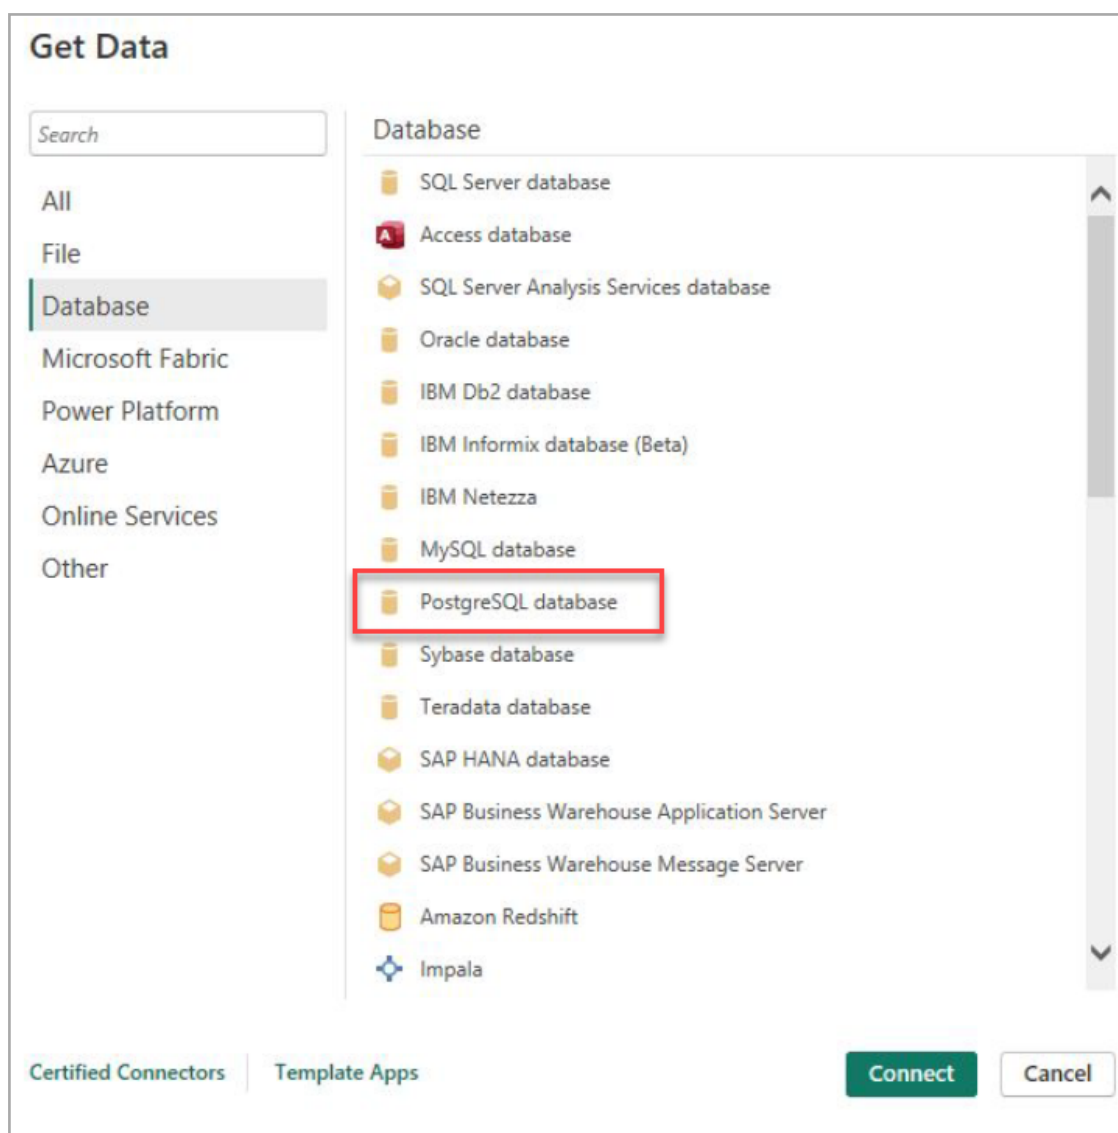 Get Data
Search
All
File
Database
Microsoft Fabric
Power Platform
Azure
Online Services
Other
Database
SQL Server database
Access database
SQL Server Analysis Services database
Oracle database
IBM Db2 database
IBM Informix database (Beta)
IBM Netezza
MySQL database
PostgreSQL database
Sybase database
Teradata database
SAP HANA database
SAP Business Warehouse Application Server
SAP Business Warehouse Message Server
Amazon Redshift
Impala
Certified Connectors
Template Apps
Connect
Cancel